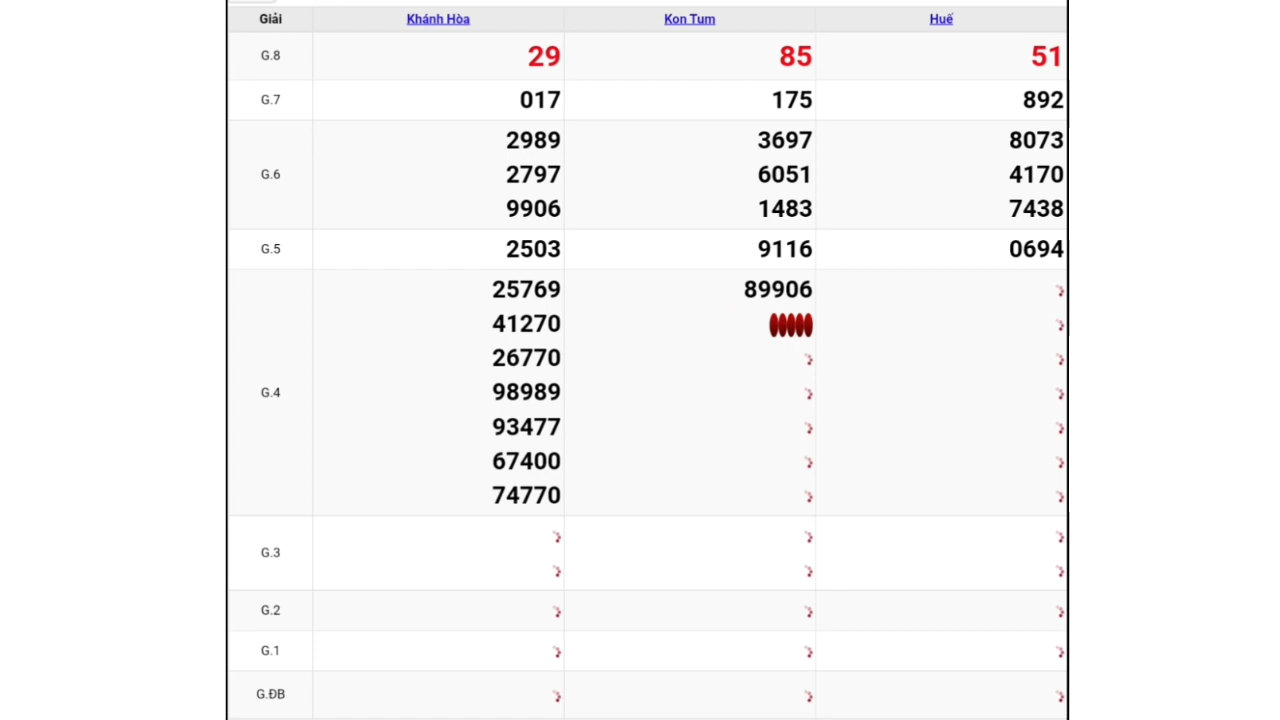 Giải Khánh Hòa Kon Tum Huế
G.8 29 85 51
G.7 017 175 892
2989 3697 8073
G.6 2797 6051 4170
9906 1483 7438
G.5 2503 9116 0694
25769 89906
41270
26770
G.4 98989
93477
67400
74770
G.3
G.2
G.1
G.ĐB